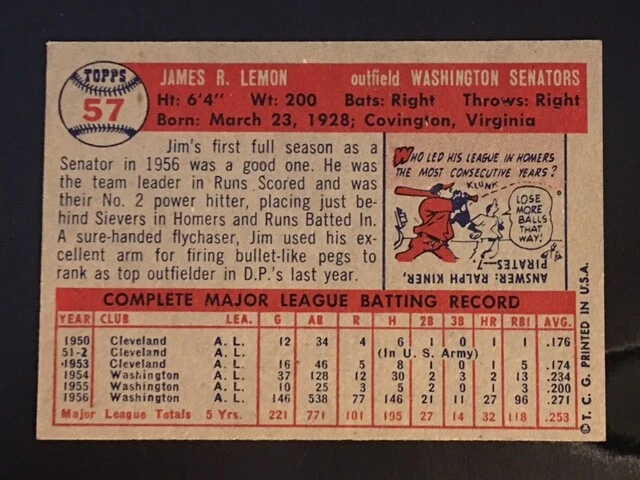 TOPPS
57
JAMES R. LEMON outfield WASHINGTON SENATORS
Ht: 6'4" Wt: 200 Bats: Right Throws: Right
Born: March 23, 1928; Covington, Virginia
Jim's first full season as a
Senator in 1956 was a good one. He was
the team leader in Runs Scored and was
their No. 2 power hitter, placing just be-
hind Sievers in Homers and Runs Batted In.
A sure-handed flychaser, Jim used his ex-
cellent arm for firing bullet-like pegs to
rank as top outfielder in D.P.'s last year.
WHO LED HIS LEAGUE IN HOMERS
THE MOST CONSECUTIVE YEARS?
KLUNK
LOSE
MORE
BALLS
THAT
WAY!
ANSWER: RALPH KINER,
PIRATES-7
COMPLETE MAJOR LEAGUE BATTING RECORD
YEAR CLUB LEA. G AB R H 2B 3B HR RBI AVG.
1950 Cleveland A. L. 12 34 4 6 1 0 1 1 .176
51-2 Cleveland A. L. (In U. S. Army)
1953 Cleveland A. L. 16 46 5 8 1 0 1 5 .174
1954 Washington A. L. 37 128 12 30 2 3 2 13 .234
1955 Washington A. L. 10 25 3 5 2 0 1 3 .200
1956 Washington A. L. 146 538 77 146 21 11 27 96 .271
Major League Totals 5 Yrs. 221 771 101 195 27 14 32 118 .253
© T. C. G. PRINTED IN U.S.A.